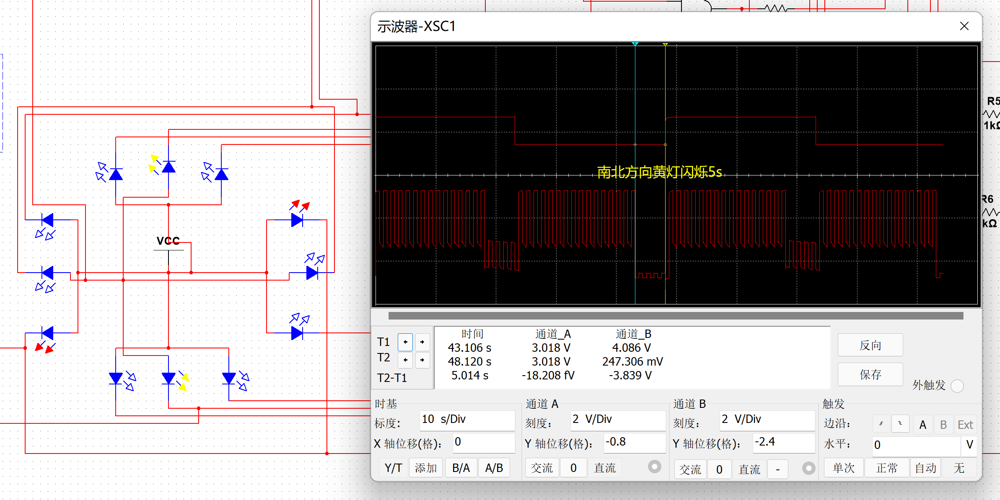 示波器-XSC1
R5
1kΩ
南北方向黄灯闪烁5s
R6
kΩ
VCC
时间 通道_A 通道_B
T1 43.106 s 3.018 V 4.086 V
T2 48.120 s 3.018 V 247.306 mV
T2-T1 5.014 s -18.208 fV -3.839 V
反向
保存
外触发
时基 通道 A 通道 B 触发
标度: 10 s/Div 刻度: 2 V/Div 刻度: 2 V/Div 边沿: A B Ext
X 轴位移(格): 0 Y 轴位移(格): -0.8 Y 轴位移(格): -2.4 水平: 0 V
Y/T 添加 B/A A/B 交流 0 直流 交流 0 直流 - 单次 正常 自动 无